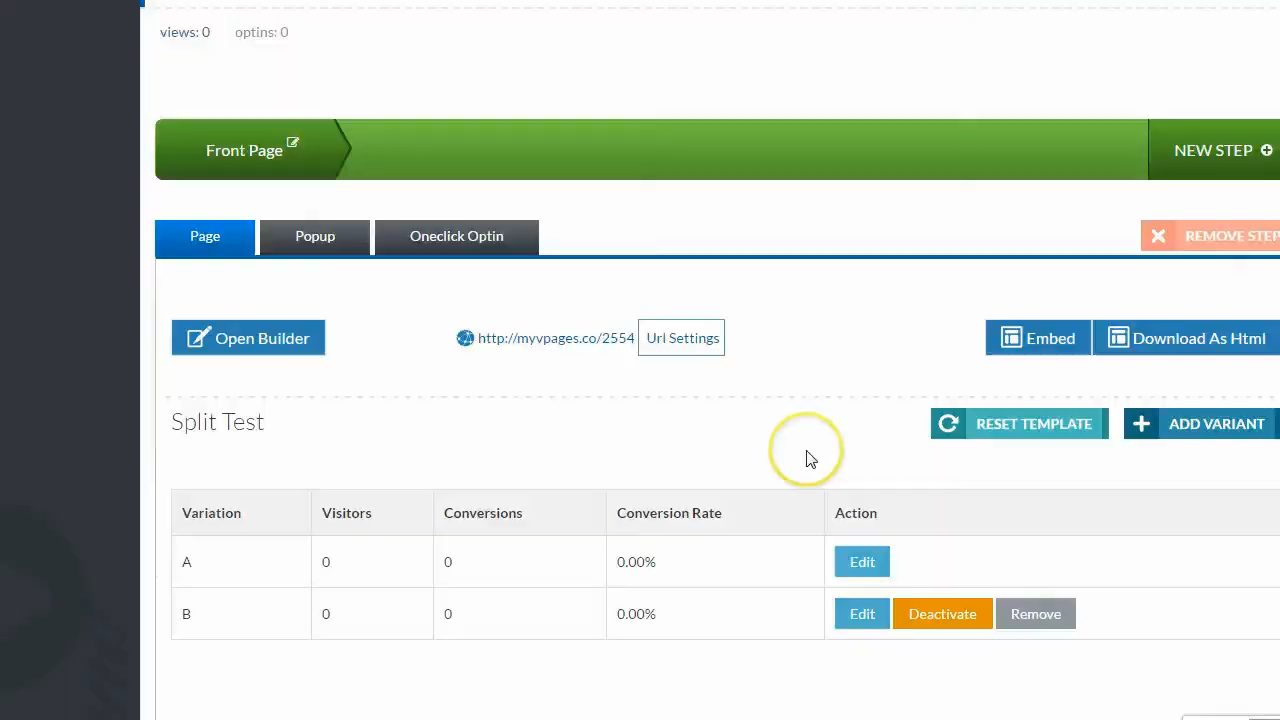 views: 0 optins: 0
Front Page NEW STEP
Page Popup Oneclick Optin REMOVE STEP
Open Builder http://myvpages.co/2554 Url Settings Embed Download As Html
Split Test RESET TEMPLATE ADD VARIANT
Variation Visitors Conversions Conversion Rate Action
A 0 0 0.00% Edit
B 0 0 0.00% Edit Deactivate Remove